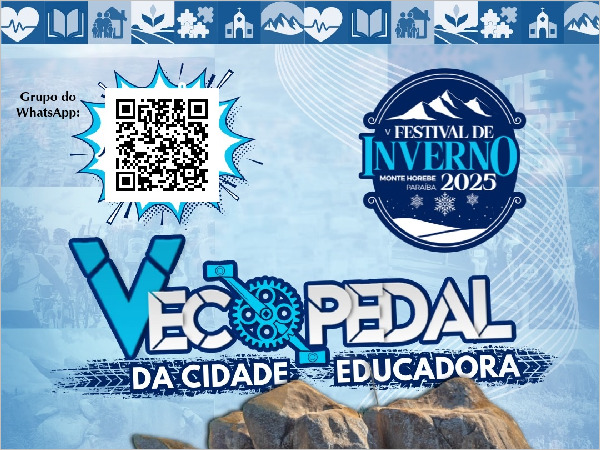 Grupo do
WhatsApp:
V FESTIVAL DE
INVERNO
MONTE HOREBE
PARAÍBA 2025
V ECOPEDAL
DA CIDADE EDUCADORA